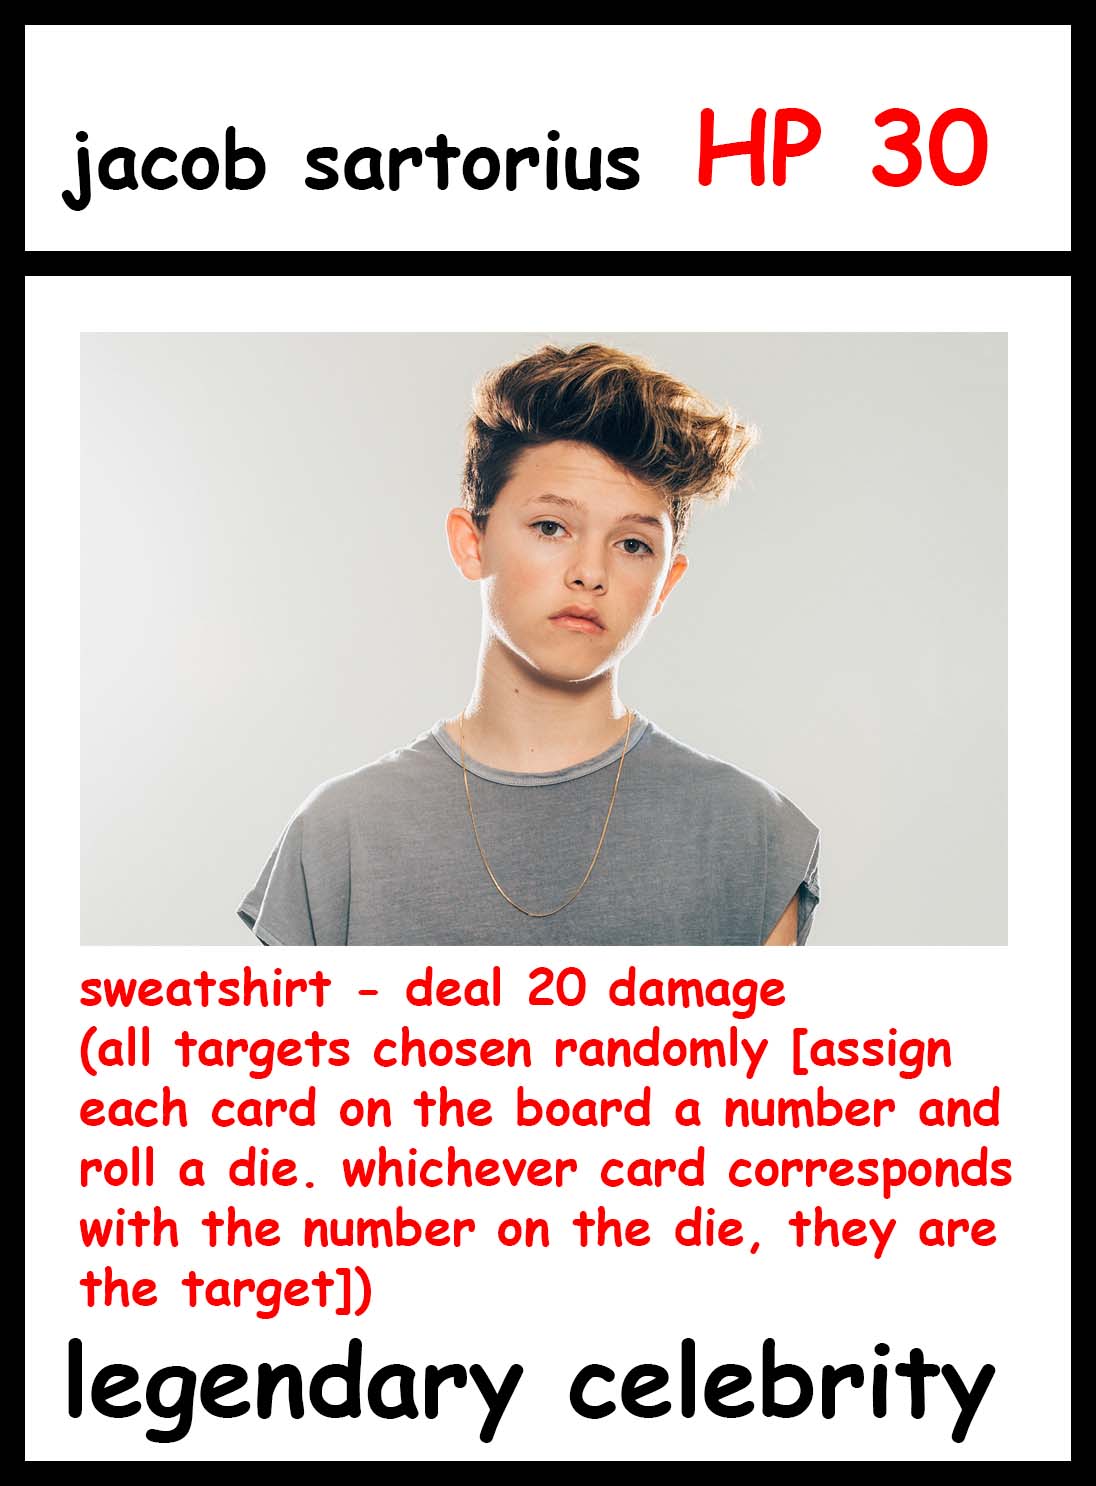 jacob sartorius HP 30
sweatshirt - deal 20 damage
(all targets chosen randomly [assign
each card on the board a number and
roll a die. whichever card corresponds
with the number on the die, they are
the target])
legendary celebrity